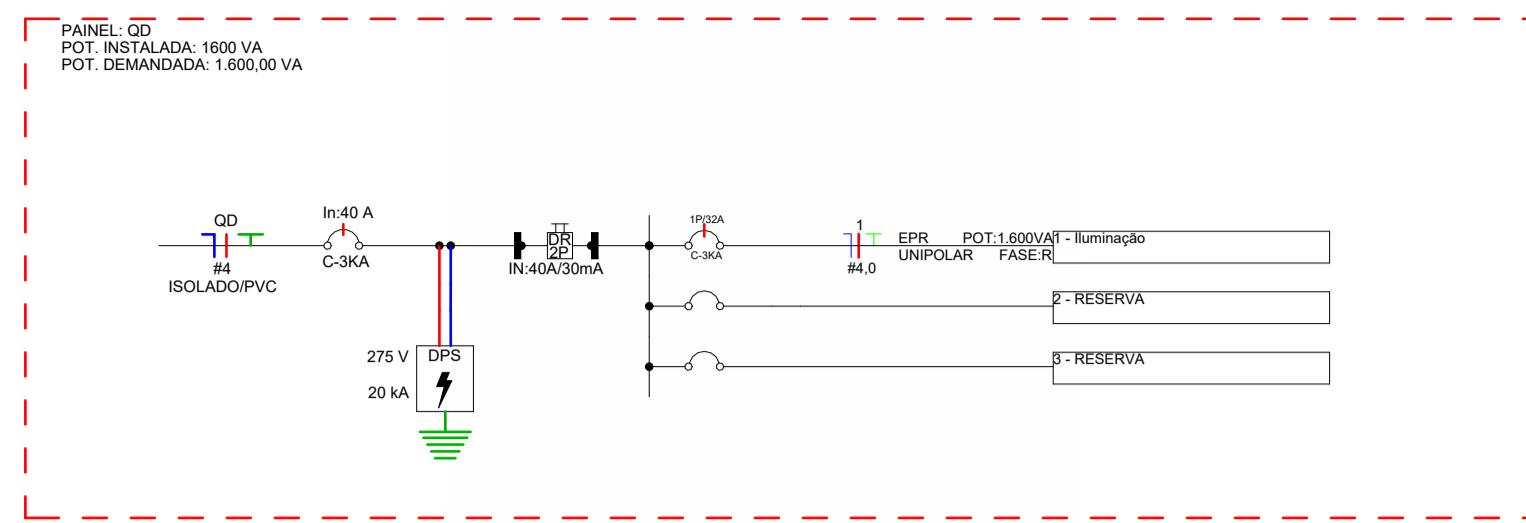 PAINEL: QD
POT. INSTALADA: 1600 VA
POT. DEMANDADA: 1.600,00 VA
QD
#4
ISOLADO/PVC
In:40 A
C-3KA
275 V
20 kA
DPS
DR
2P
IN:40A/30mA
1P/32A
C-3KA
1
#4,0
EPR POT:1.600VA
UNIPOLAR FASE:R
1 - Iluminação
2 - RESERVA
3 - RESERVA